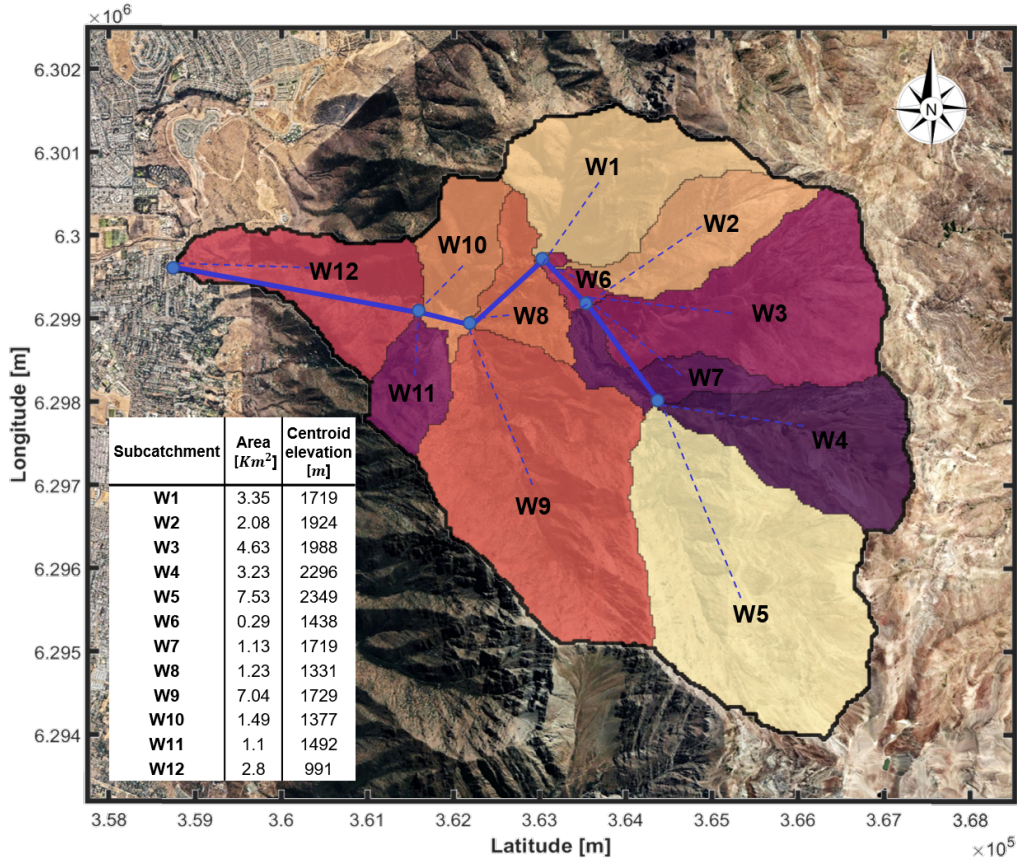 ×10⁶
6.302
6.301
6.3
6.299
6.298
6.297
6.296
6.295
6.294
Longitude [m]
N
W1
W2
W10
W12
W6
W3
W8
W7
W11
W4
W9
W5
Subcatchment Area [Km²] Centroid elevation [m]
W1 3.35 1719
W2 2.08 1924
W3 4.63 1988
W4 3.23 2296
W5 7.53 2349
W6 0.29 1438
W7 1.13 1719
W8 1.23 1331
W9 7.04 1729
W10 1.49 1377
W11 1.1 1492
W12 2.8 991
3.58 3.59 3.6 3.61 3.62 3.63 3.64 3.65 3.66 3.67 3.68
×10⁵
Latitude [m]